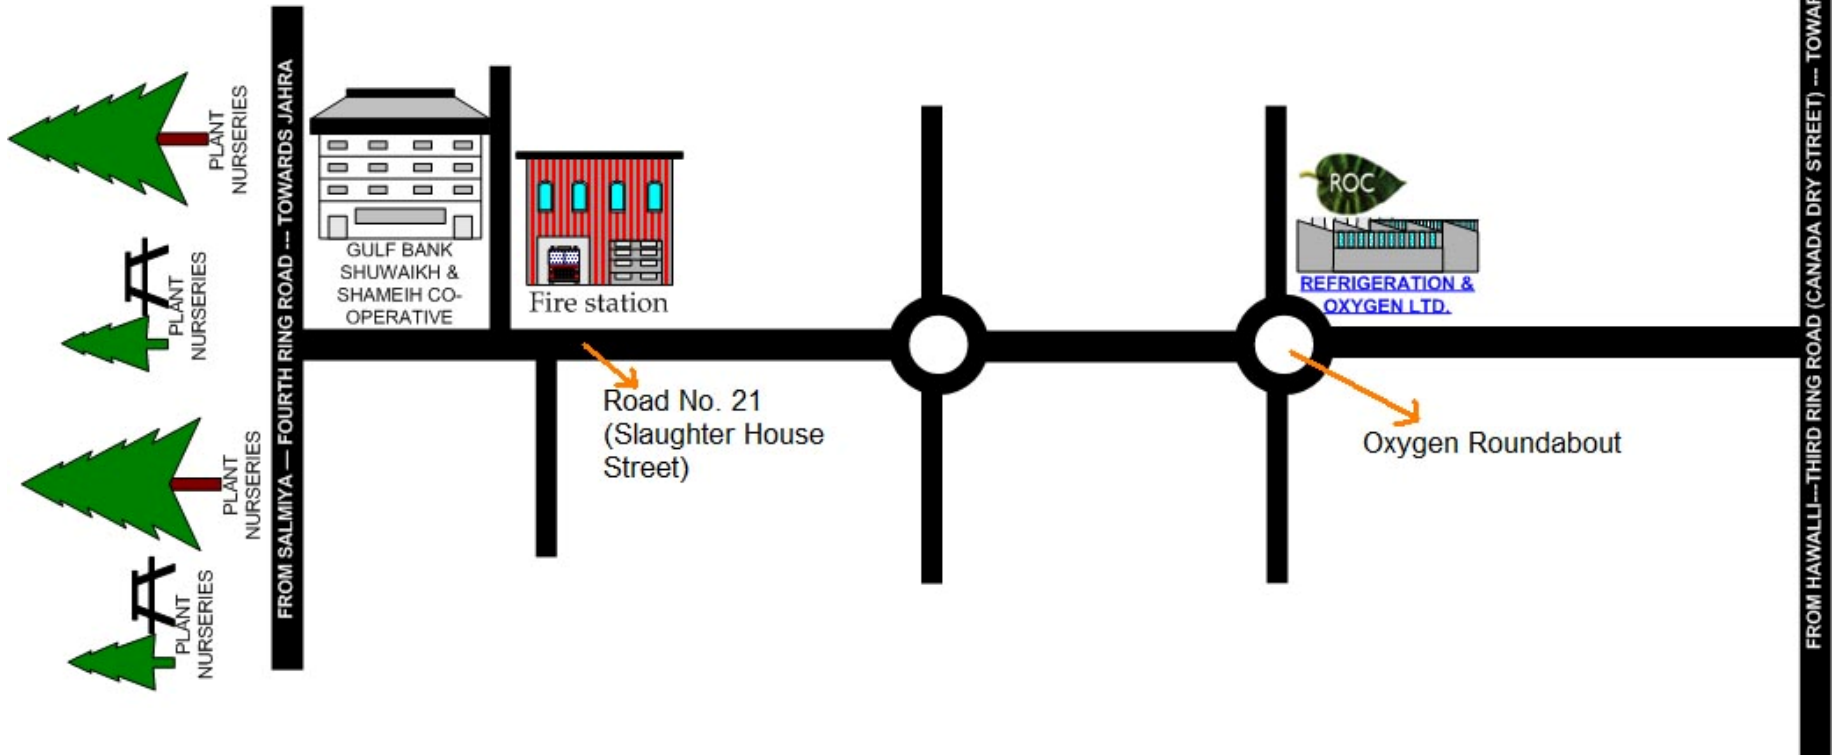 PLANT
NURSERIES
PLANT
NURSERIES
PLANT
NURSERIES
PLANT
NURSERIES
FROM SALMIYA — FOURTH RING ROAD --- TOWARDS JAHRA
GULF BANK
SHUWAIKH &
SHAMEIH CO-
OPERATIVE
Fire station
Road No. 21
(Slaughter House
Street)
ROC
REFRIGERATION &
OXYGEN LTD.
Oxygen Roundabout
FROM HAWALLI---THIRD RING ROAD (CANADA DRY STREET) ---